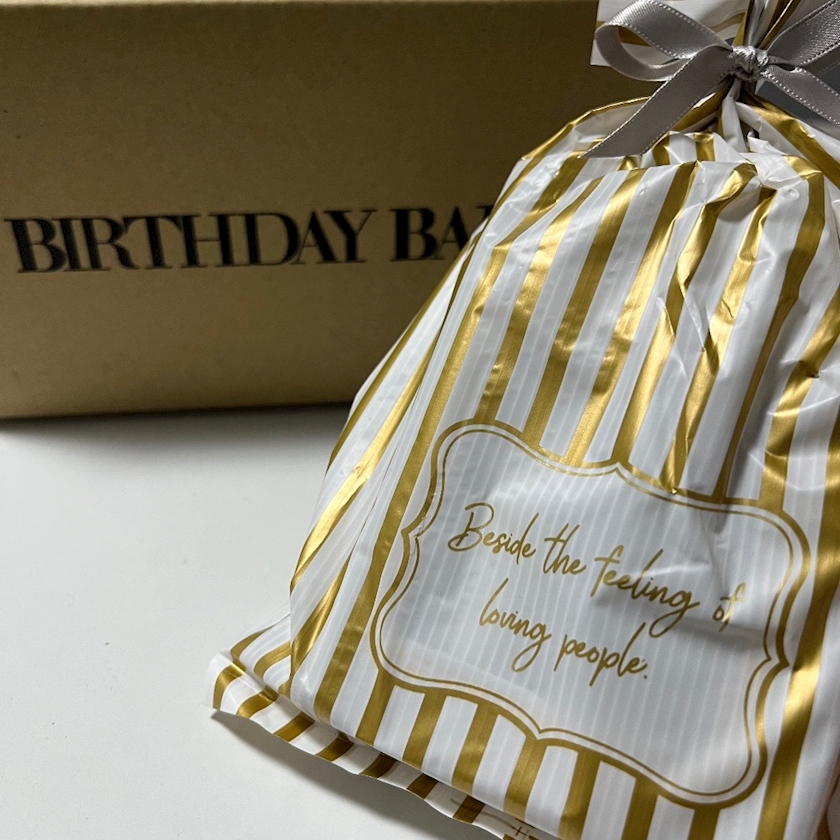 BIRTHDAY BA
Beside the feeling of
loving people.